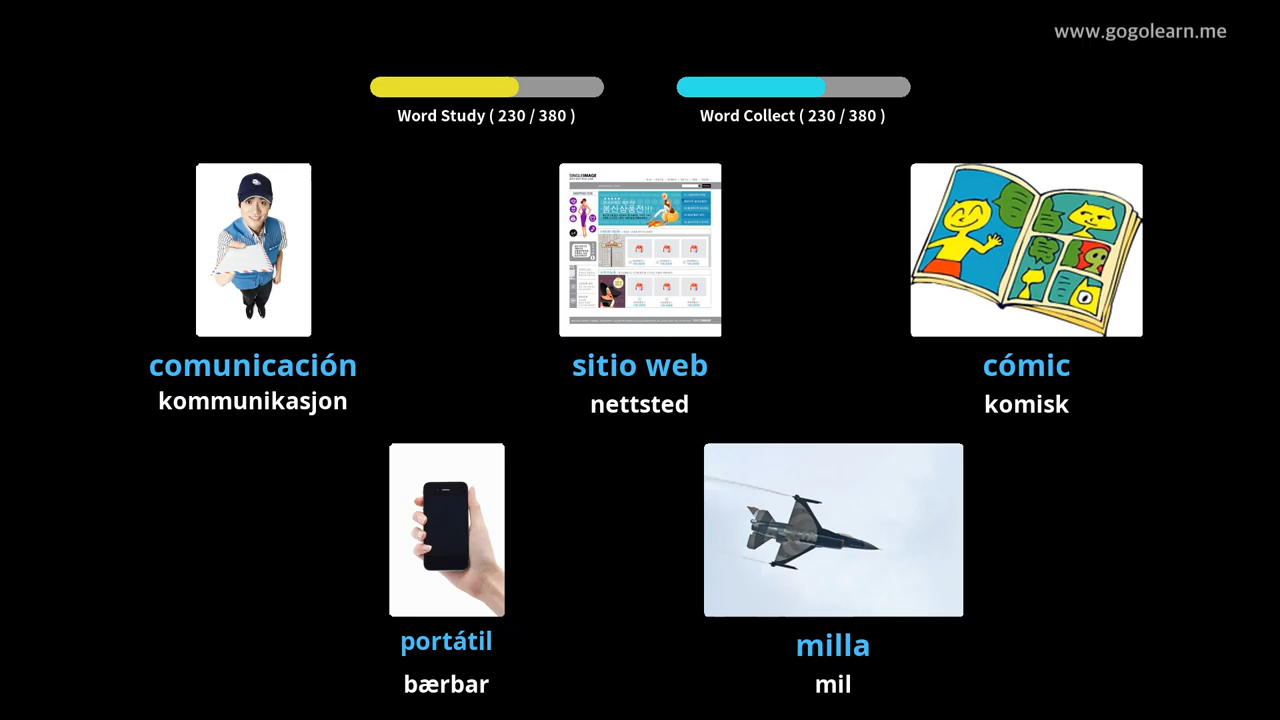 www.gogolearn.me
Word Study ( 230 / 380 )
Word Collect ( 230 / 380 )
comunicación
kommunikasjon
sitio web
nettsted
cómic
komisk
portátil
bærbar
milla
mil